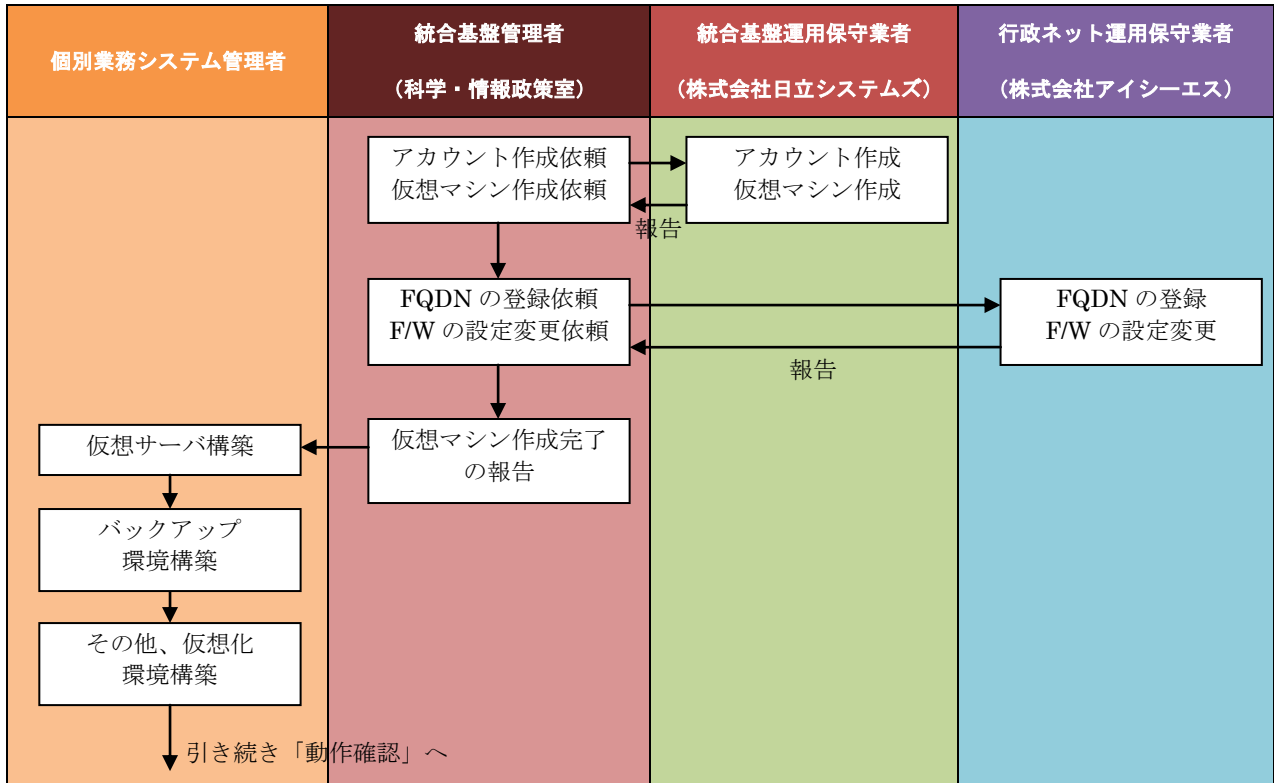 個別業務システム管理者
統合基盤管理者
(科学・情報政策室)
統合基盤運用保守業者
(株式会社日立システムズ)
行政ネット運用保守業者
(株式会社アイシーエス)
アカウント作成依頼
仮想マシン作成依頼
アカウント作成
仮想マシン作成
報告
FQDN の登録依頼
F/W の設定変更依頼
FQDN の登録
F/W の設定変更
報告
仮想マシン作成完了
の報告
仮想サーバ構築
バックアップ
環境構築
その他、仮想化
環境構築
引き続き「動作確認」へ